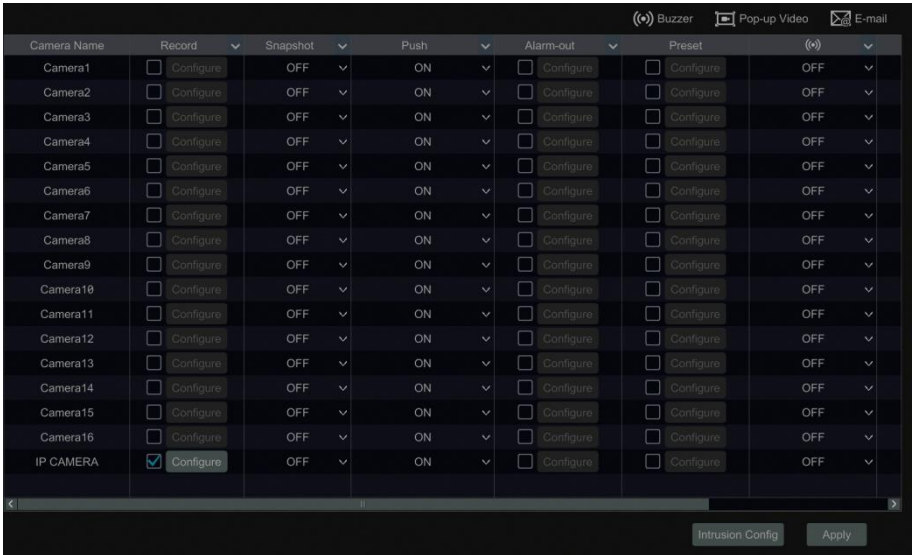 Buzzer Pop-up Video E-mail
Camera Name Record Snapshot Push Alarm-out Preset
Camera1 Configure OFF ON Configure Configure OFF
Camera2 Configure OFF ON Configure Configure OFF
Camera3 Configure OFF ON Configure Configure OFF
Camera4 Configure OFF ON Configure Configure OFF
Camera5 Configure OFF ON Configure Configure OFF
Camera6 Configure OFF ON Configure Configure OFF
Camera7 Configure OFF ON Configure Configure OFF
Camera8 Configure OFF ON Configure Configure OFF
Camera9 Configure OFF ON Configure Configure OFF
Camera10 Configure OFF ON Configure Configure OFF
Camera11 Configure OFF ON Configure Configure OFF
Camera12 Configure OFF ON Configure Configure OFF
Camera13 Configure OFF ON Configure Configure OFF
Camera14 Configure OFF ON Configure Configure OFF
Camera15 Configure OFF ON Configure Configure OFF
Camera16 Configure OFF ON Configure Configure OFF
IP CAMERA Configure OFF ON Configure Configure OFF
Intrusion Config Apply